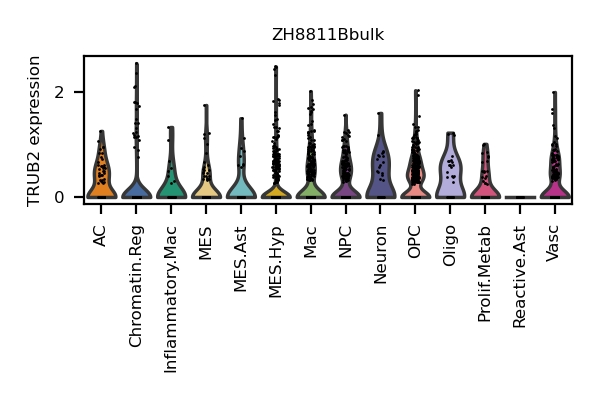 ZH8811Bbulk
TRUB2 expression
2
0
AC
Chromatin.Reg
Inflammatory.Mac
MES
MES.Ast
MES.Hyp
Mac
NPC
Neuron
OPC
Oligo
Prolif.Metab
Reactive.Ast
Vasc